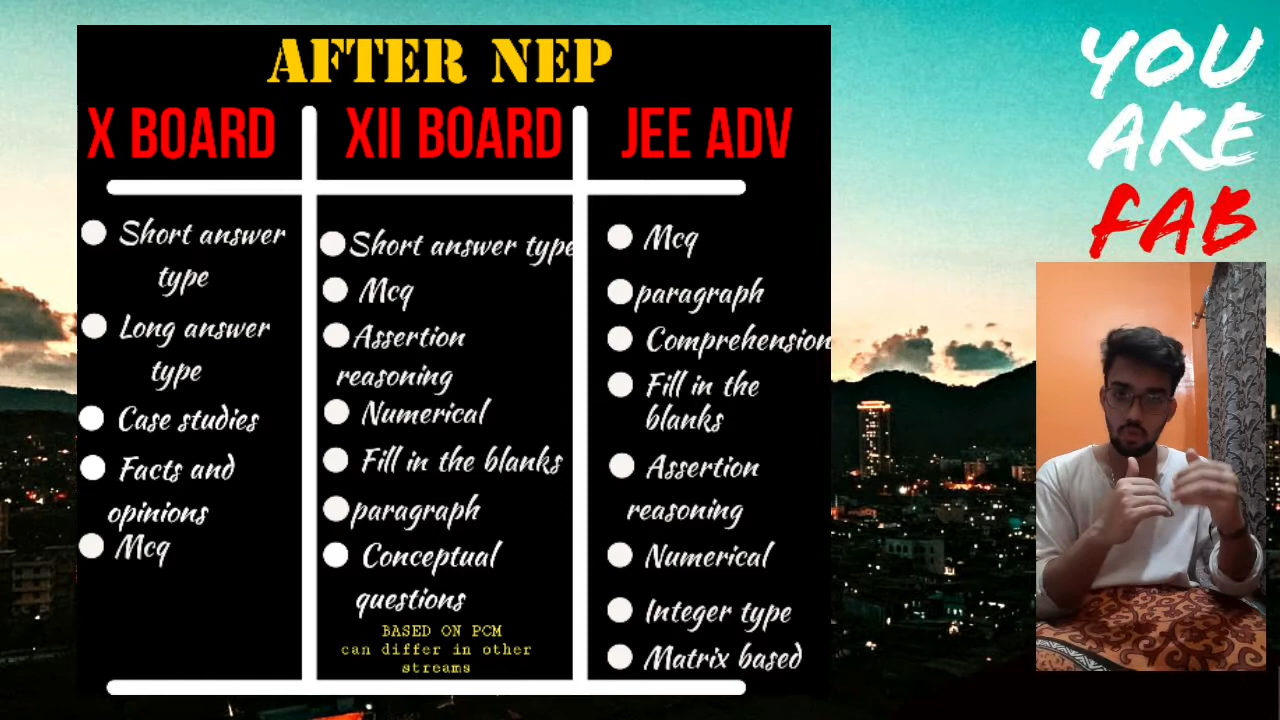 AFTER NEP
X BOARD
XII BOARD
JEE ADV
Short answer
type
Long answer
type
Case studies
Facts and
opinions
Mcq
Short answer type
Mcq
Assertion
reasoning
Numerical
Fill in the blanks
paragraph
Conceptual
questions
BASED ON PCM
can differ in other
streams
Mcq
paragraph
Comprehension
Fill in the
blanks
Assertion
reasoning
Numerical
Integer type
Matrix based
YOU
ARE
FAB